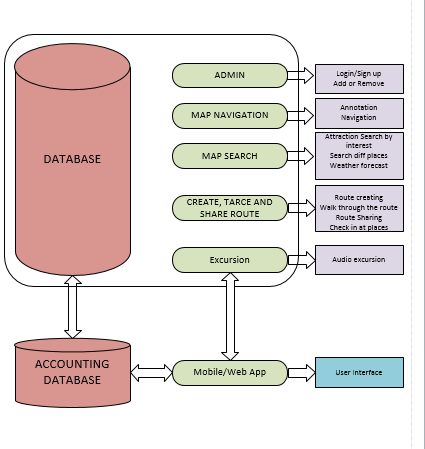 DATABASE
ADMIN
Login/Sign up
Add or Remove
MAP NAVIGATION
Annotation
Navigation
MAP SEARCH
Attraction Search by
interest
Search diff places
Weather forecast
CREATE, TARCE AND
SHARE ROUTE
Route creating
Walk through the route
Route Sharing
Check in at places
Excursion
Audio excursion
ACCOUNTING
DATABASE
Mobile/Web App
User interface